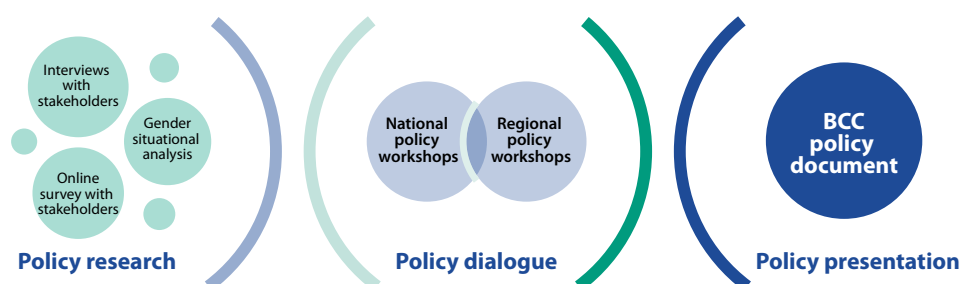 Interviews
with
stakeholders
Gender
situational
analysis
Online
survey with
stakeholders
Policy research
National
policy
workshops
Regional
policy
workshops
Policy dialogue
BCC
policy
document
Policy presentation